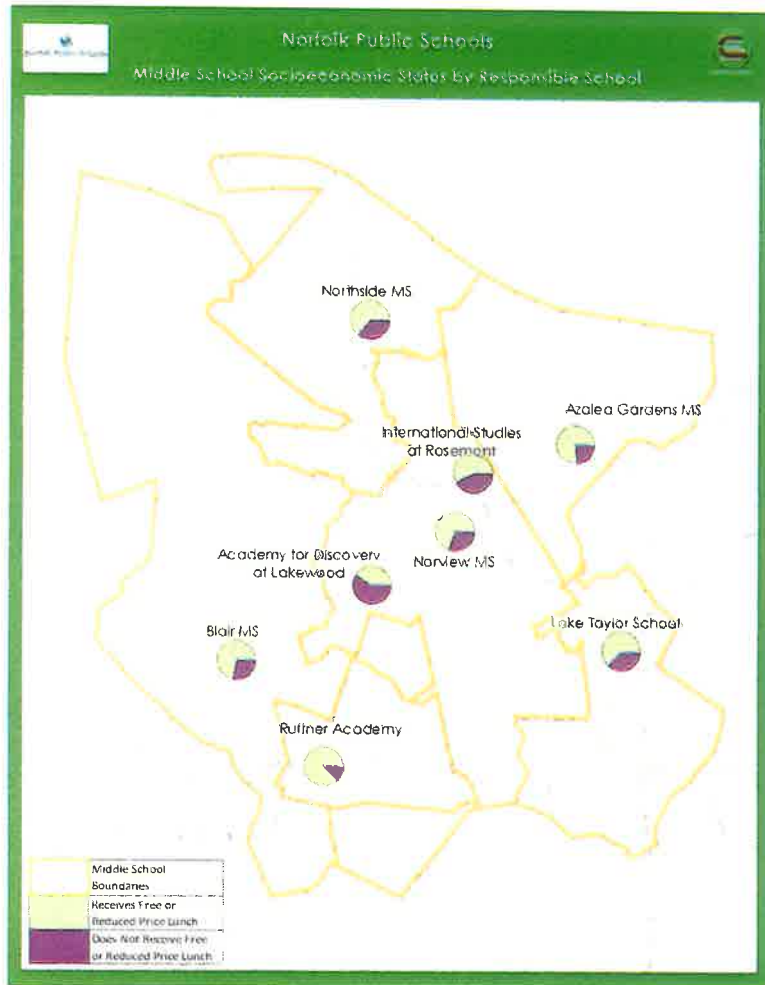 Norfolk Public Schools
Middle School Socioeconomic States by Responsible School
Northside MS
Azalea Gardens MS
International Studies
at Rosemont
Norview MS
Academy for Discovery
at Lakewood
Lake Taylor School
Blair MS
Ruffner Academy
Middle School
Boundaries
Receives Free or
Reduced Price Lunch
Does Not Receive Free
or Reduced Price Lunch